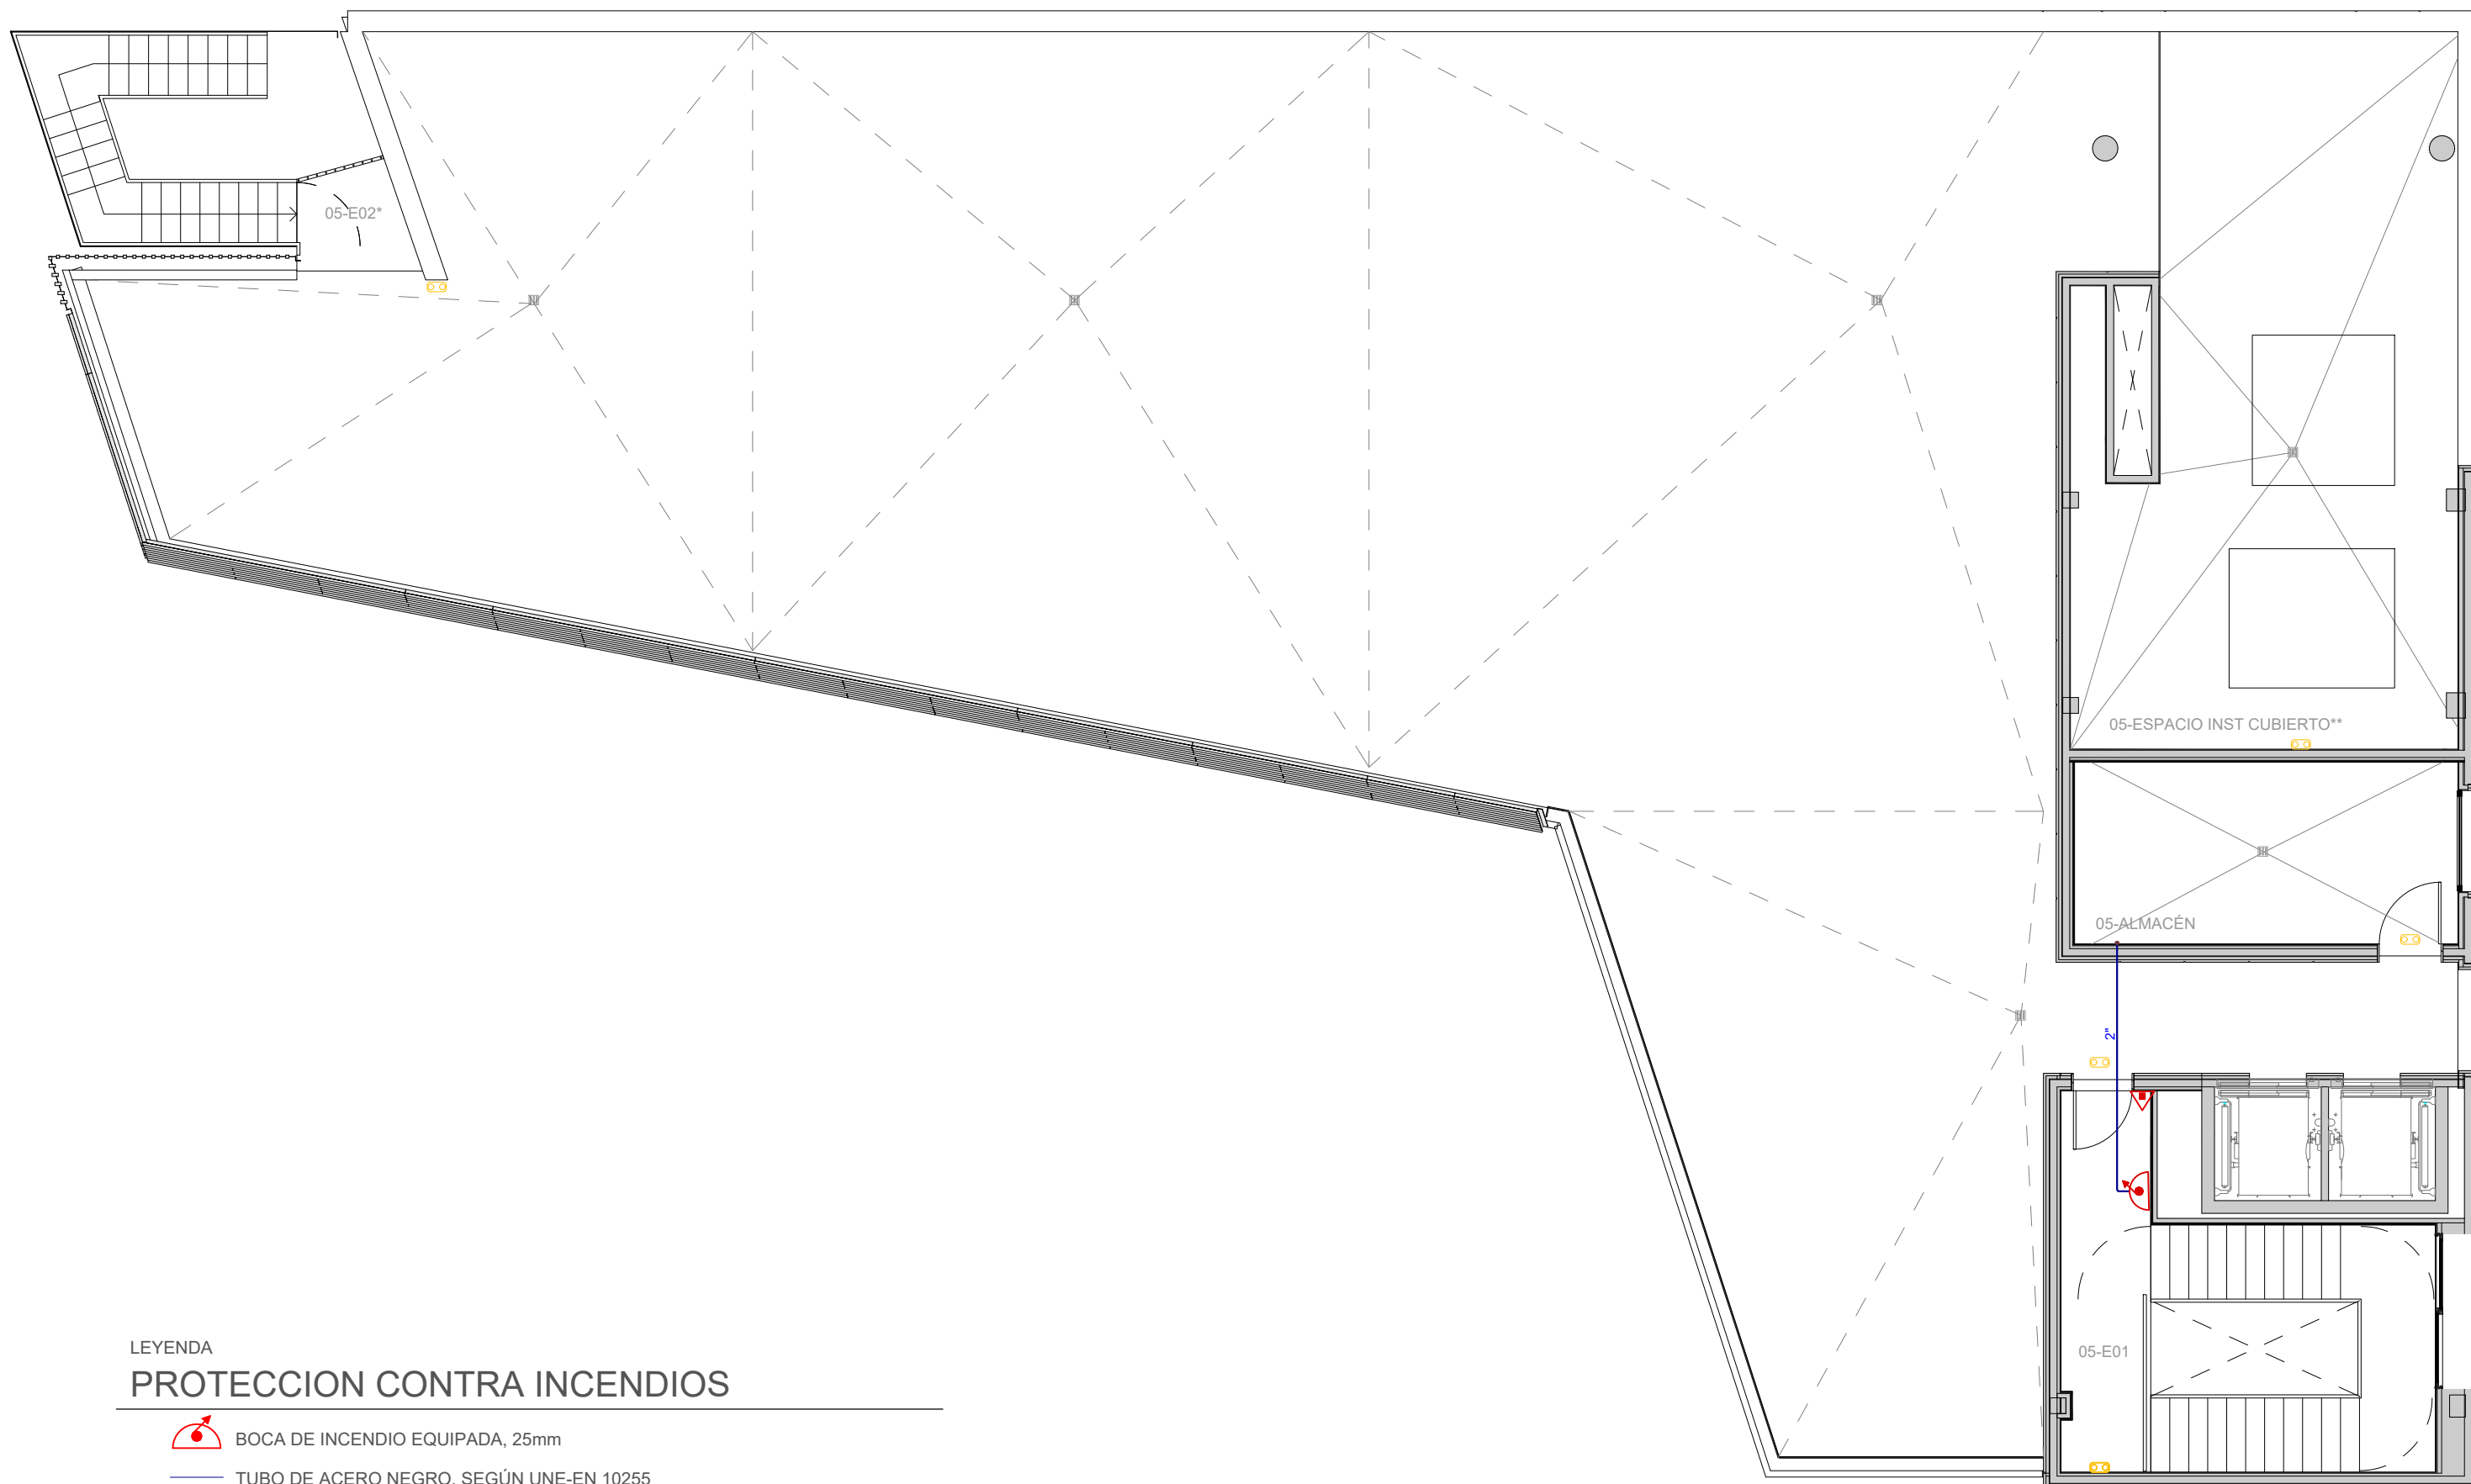 05-E02*
05-ESPACIO INST CUBIERTO**
05-ALMACÉN
2"
05-E01
LEYENDA
PROTECCION CONTRA INCENDIOS
BOCA DE INCENDIO EQUIPADA, 25mm
TUBO DE ACERO NEGRO, SEGÚN UNE-EN 10255